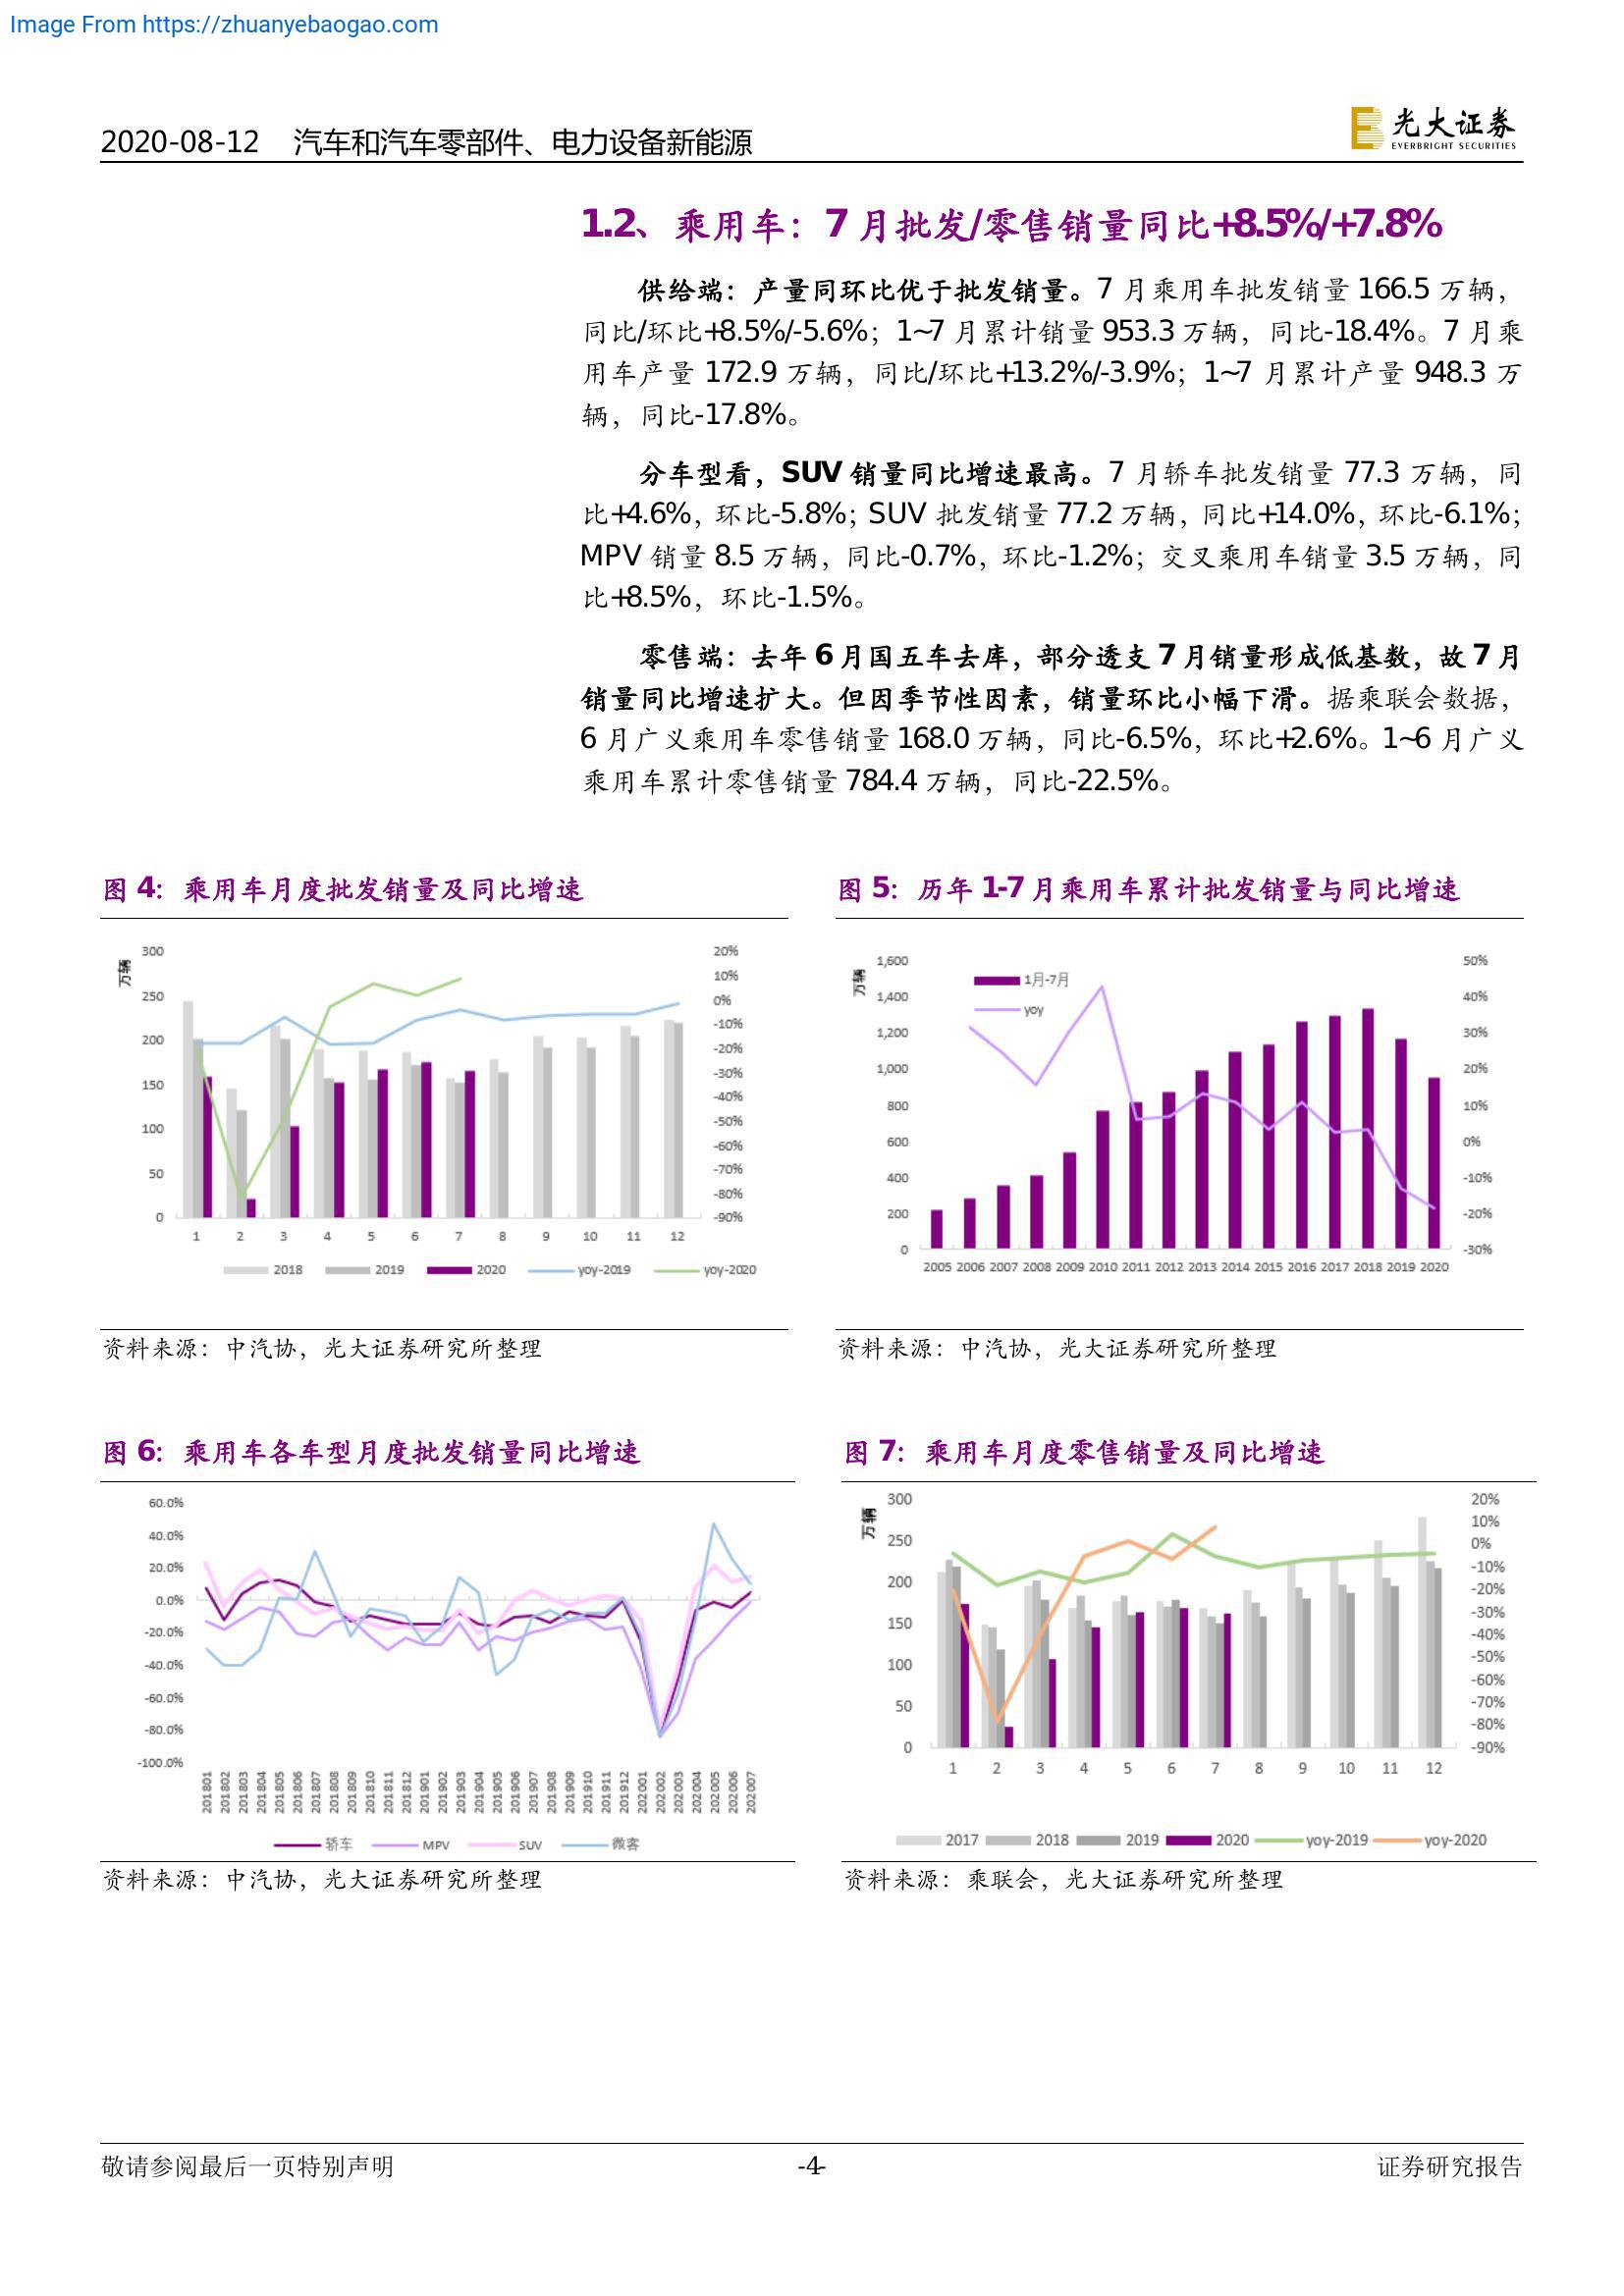 Image From https://zhuanyebaogao.com
2020-08-12 汽车和汽车零部件、电力设备新能源
光大证券
EVERBRIGHT SECURITIES
1.2、乘用车：7 月批发/零售销量同比+8.5%/+7.8%
供给端：产量同环比优于批发销量。7 月乘用车批发销量 166.5 万辆，
同比/环比+8.5%/-5.6%；1~7 月累计销量 953.3 万辆，同比-18.4%。7 月乘
用车产量 172.9 万辆，同比/环比+13.2%/-3.9%；1~7 月累计产量 948.3 万
辆，同比-17.8%。
分车型看，SUV 销量同比增速最高。7 月轿车批发销量 77.3 万辆，同
比+4.6%，环比-5.8%；SUV 批发销量 77.2 万辆，同比+14.0%，环比-6.1%；
MPV 销量 8.5 万辆，同比-0.7%，环比-1.2%；交叉乘用车销量 3.5 万辆，同
比+8.5%，环比-1.5%。
零售端：去年 6 月国五车去库，部分透支 7 月销量形成低基数，故 7 月
销量同比增速扩大。但因季节性因素，销量环比小幅下滑。据乘联会数据，
6 月广义乘用车零售销量 168.0 万辆，同比-6.5%，环比+2.6%。1~6 月广义
乘用车累计零售销量 784.4 万辆，同比-22.5%。
图 4：乘用车月度批发销量及同比增速
万辆
300
250
200
150
100
50
0
20%
10%
0%
-10%
-20%
-30%
-40%
-50%
-60%
-70%
-80%
-90%
1 2 3 4 5 6 7 8 9 10 11 12
2018 2019 2020 yoy-2019 yoy-2020
资料来源：中汽协，光大证券研究所整理
图 5：历年 1-7 月乘用车累计批发销量与同比增速
万辆
1,600
1,400
1,200
1,000
800
600
400
200
0
1月-7月
yoy
50%
40%
30%
20%
10%
0%
-10%
-20%
-30%
2005 2006 2007 2008 2009 2010 2011 2012 2013 2014 2015 2016 2017 2018 2019 2020
资料来源：中汽协，光大证券研究所整理
图 6：乘用车各车型月度批发销量同比增速
60.0%
40.0%
20.0%
0.0%
-20.0%
-40.0%
-60.0%
-80.0%
-100.0%
201801 201802 201803 201804 201805 201806 201807 201808 201809 201810 201811 201812 201901 201902 201903 201904 201905 201906 201907 201908 201909 201910 201911 201912 202001 202002 202003 202004 202005 202006 202007
轿车 MPV SUV 微客
资料来源：中汽协，光大证券研究所整理
图 7：乘用车月度零售销量及同比增速
万辆
300
250
200
150
100
50
0
20%
10%
0%
-10%
-20%
-30%
-40%
-50%
-60%
-70%
-80%
-90%
1 2 3 4 5 6 7 8 9 10 11 12
2017 2018 2019 2020 yoy-2019 yoy-2020
资料来源：乘联会，光大证券研究所整理
敬请参阅最后一页特别声明
-4-
证券研究报告